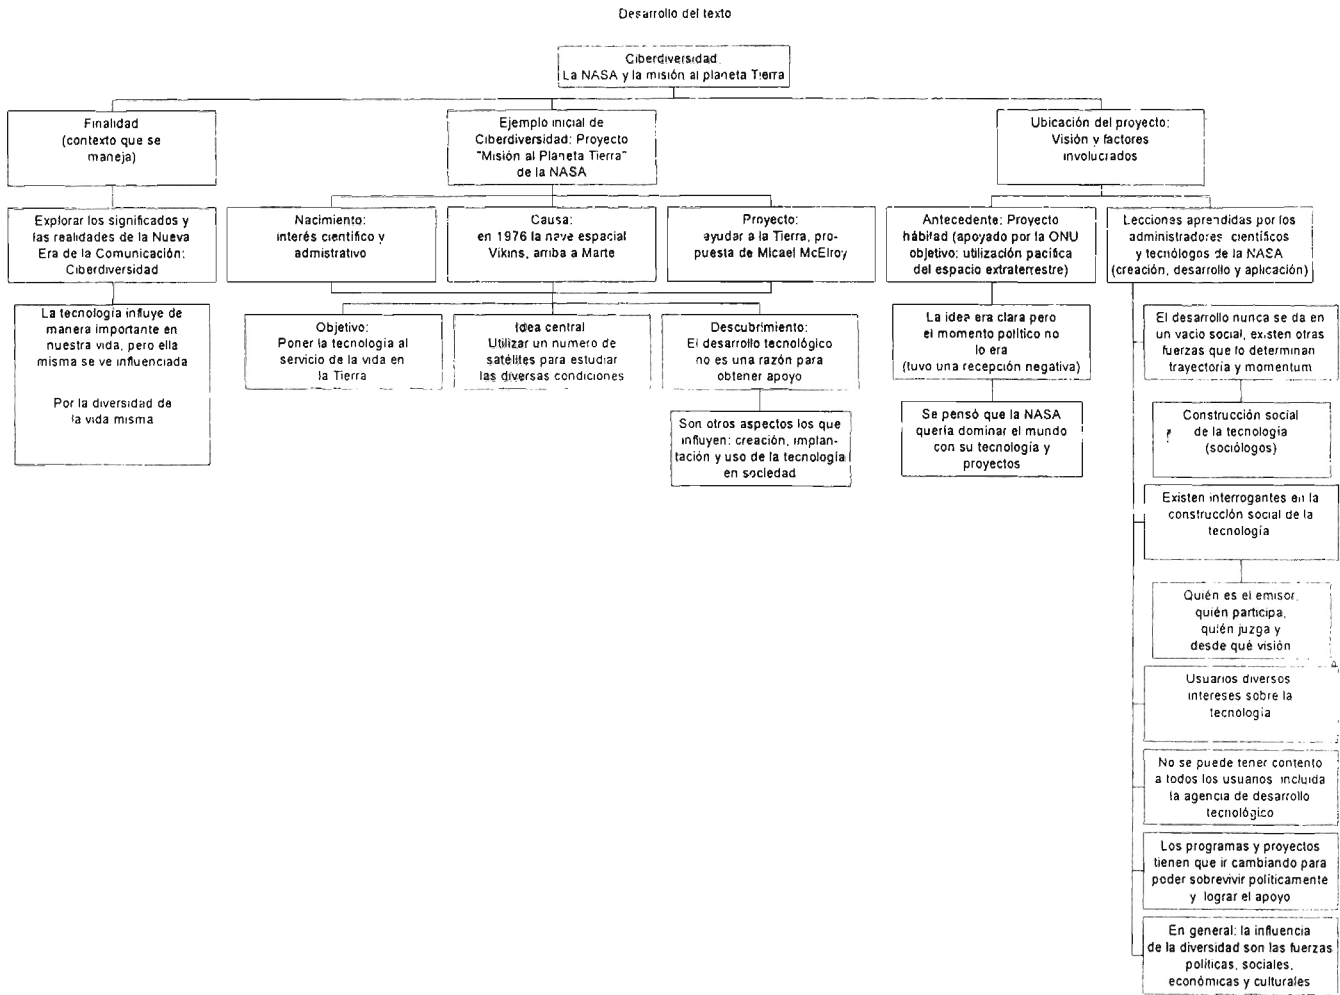 Desarrollo del texto
Ciberdiversidad.
La NASA y la misión al planeta Tierra
Finalidad
(contexto que se
maneja)
Explorar los significados y
las realidades de la Nueva
Era de la Comunicación:
Ciberdiversidad
La tecnología influye de
manera importante en
nuestra vida, pero ella
misma se ve influenciada
Por la diversidad de
la vida misma
Ejemplo inicial de
Ciberdiversidad: Proyecto
"Misión al Planeta Tierra"
de la NASA
Nacimiento:
interés científico y
admistrativo
Causa:
en 1976 la nave espacial
Vikins, arriba a Marte
Proyecto:
ayudar a la Tierra, pro-
puesta de Micael McElroy
Objetivo:
Poner la tecnología al
servicio de la vida en
la Tierra
Idea central
Utilizar un numero de
satélites para estudiar
las diversas condiciones
Descubrimiento:
El desarrollo tecnológico
no es una razón para
obtener apoyo
Son otros aspectos los que
influyen: creación, implan-
tación y uso de la tecnología
en sociedad
Ubicación del proyecto:
Visión y factores
involucrados
Antecedente: Proyecto
hábitad (apoyado por la ONU
objetivo: utilización pacífica
del espacio extraterrestre)
La idea era clara pero
el momento político no
lo era
(tuvo una recepción negativa)
Se pensó que la NASA
quería dominar el mundo
con su tecnología y
proyectos
Lecciones aprendidas por los
administradores científicos
y tecnólogos de la NASA
(creación, desarrollo y aplicación)
El desarrollo nunca se da en
un vacio social, existen otras
fuerzas que lo determinan
trayectoría y momentum
Construcción social
de la tecnología
(sociólogos)
Existen interrogantes en la
construcción social de la
tecnología
Quién es el emisor,
quién participa,
quién juzga y
desde qué visión
Usuarios diversos
intereses sobre la
tecnología
No se puede tener contento
a todos los usuarios incluida
la agencia de desarrollo
tecnológico
Los programas y proyectos
tienen que ir cambiando para
poder sobrevivir políticamente
y lograr el apoyo
En general: la influencia
de la diversidad son las fuerzas
políticas, sociales,
económicas y culturales